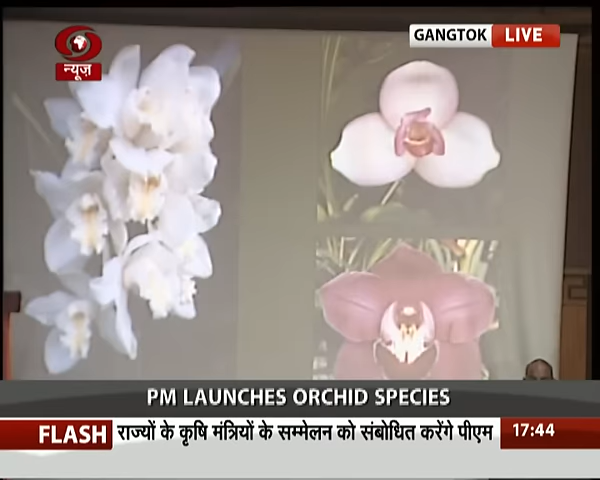 न्यूज़
GANGTOK LIVE
PM LAUNCHES ORCHID SPECIES
FLASH राज्यों के कृषि मंत्रियों के सम्मेलन को संबोधित करेंगे पीएम 17:44